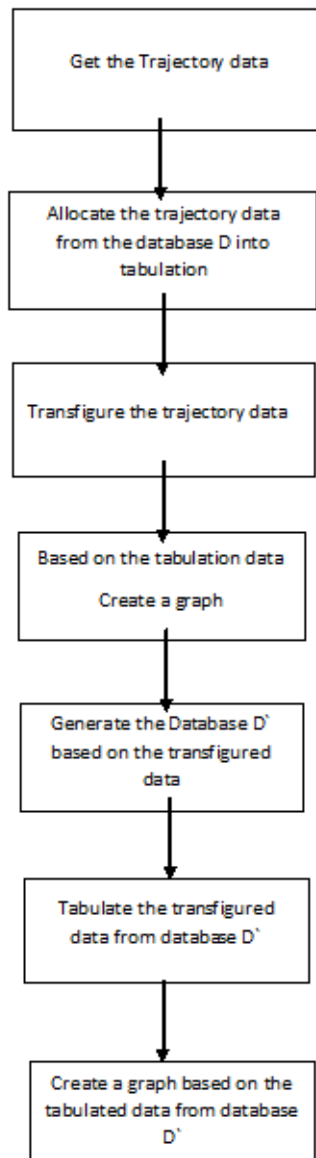 Get the Trajectory data
Allocate the trajectory data
from the database D into
tabulation
Transfigure the trajectory data
Based on the tabulation data
Create a graph
Generate the Database D`
based on the transfigured
data
Tabulate the transfigured
data from database D`
Create a graph based on the
tabulated data from database
D`